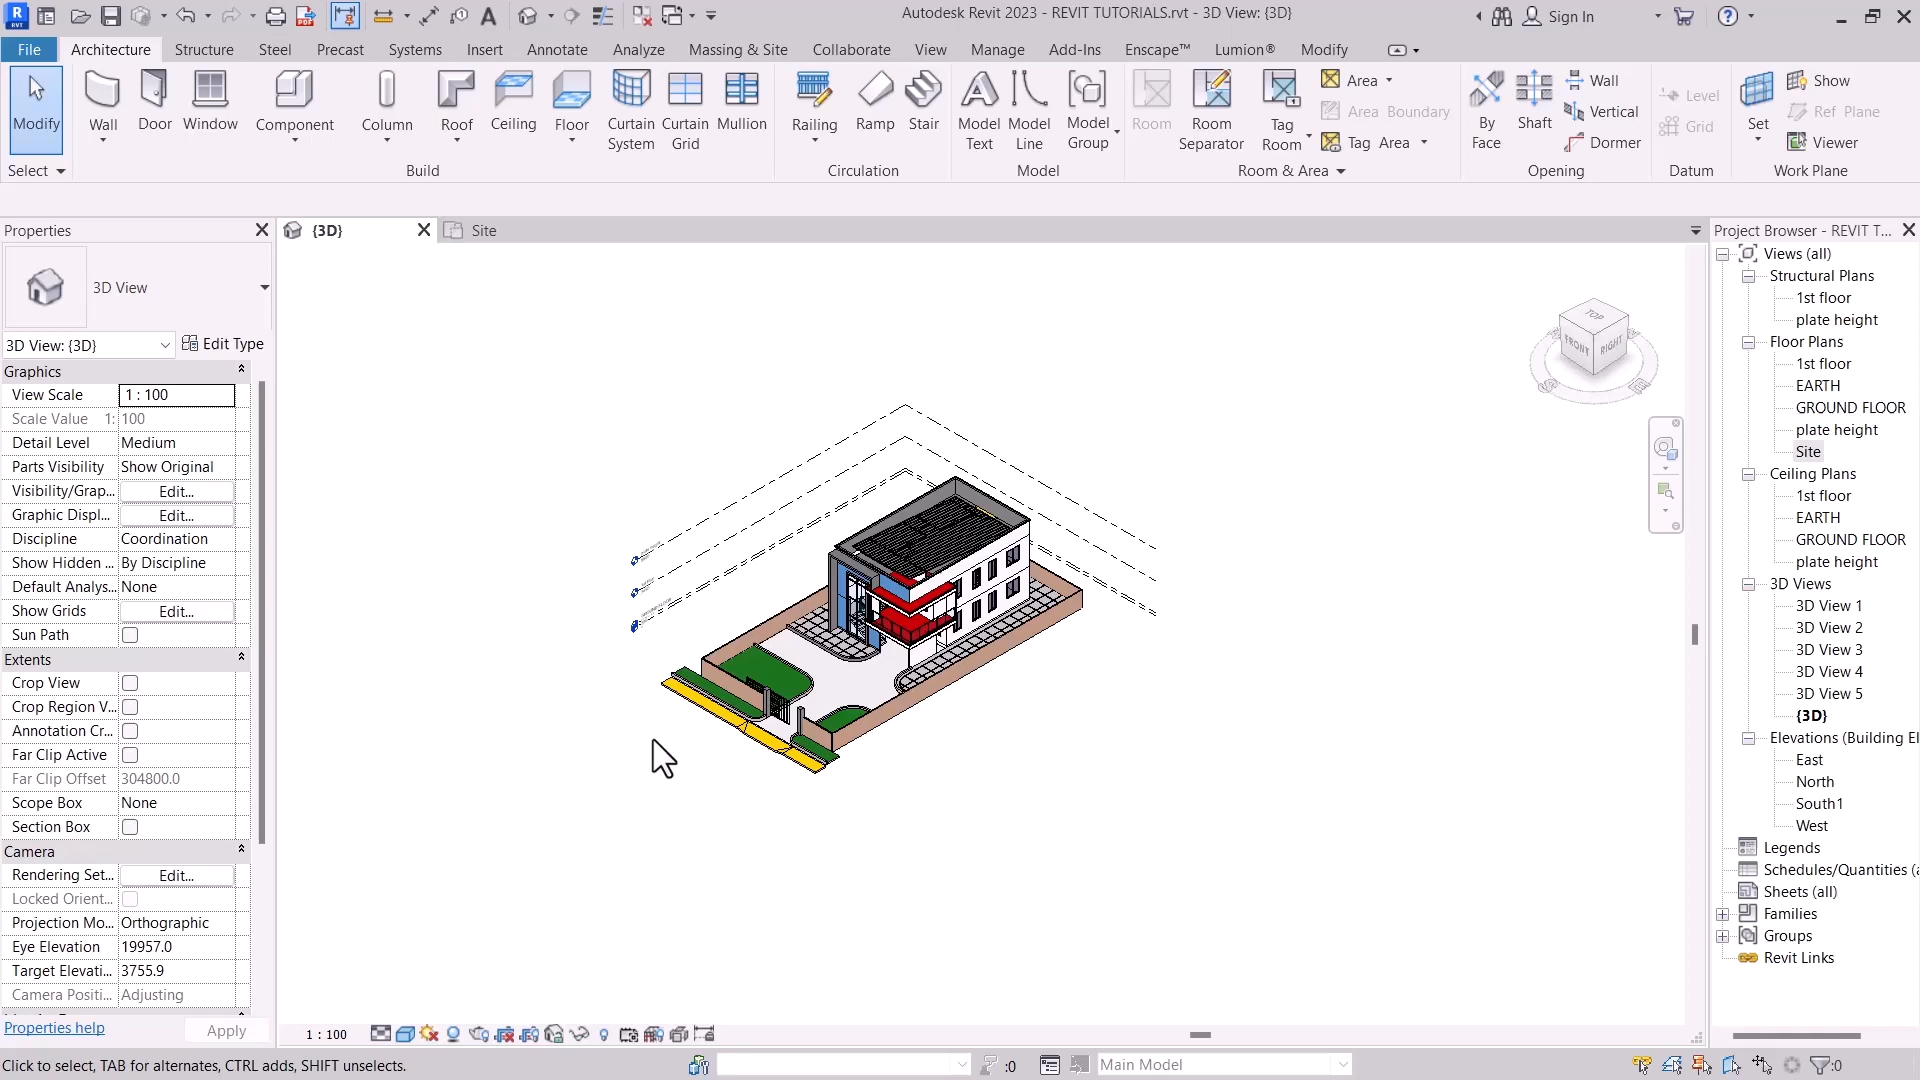 Autodesk Revit 2023 - REVIT TUTORIALS.rvt - 3D View: {3D}
Sign In
File Architecture Structure Steel Precast Systems Insert Annotate Analyze Massing & Site Collaborate View Manage Add-Ins Enscape™ Lumion® Modify
Modify
Wall
Door
Window
Component
Column
Roof
Ceiling
Floor
Curtain System
Curtain Grid
Mullion
Railing
Ramp
Stair
Model Text
Model Line
Model Group
Room
Room Separator
Tag Room
Area
Area Boundary
Tag Area
By Face
Shaft
Wall
Vertical
Dormer
Level
Grid
Set
Show
Ref Plane
Viewer
Select Build Circulation Model Room & Area Opening Datum Work Plane
Properties
3D View
3D View: {3D} Edit Type
Graphics
View Scale 1 : 100
Scale Value 1: 100
Detail Level Medium
Parts Visibility Show Original
Visibility/Grap... Edit...
Graphic Displ... Edit...
Discipline Coordination
Show Hidden ... By Discipline
Default Analys... None
Show Grids Edit...
Sun Path
Extents
Crop View
Crop Region V...
Annotation Cr...
Far Clip Active
Far Clip Offset 304800.0
Scope Box None
Section Box
Camera
Rendering Set... Edit...
Locked Orient...
Projection Mo... Orthographic
Eye Elevation 19957.0
Target Elevati... 3755.9
Camera Positi... Adjusting
Properties help Apply
{3D} Site
TOP
FRONT
RIGHT
1 : 100
Project Browser - REVIT T...
Views (all)
Structural Plans
1st floor
plate height
Floor Plans
1st floor
EARTH
GROUND FLOOR
plate height
Site
Ceiling Plans
1st floor
EARTH
GROUND FLOOR
plate height
3D Views
3D View 1
3D View 2
3D View 3
3D View 4
3D View 5
{3D}
Elevations (Building El
East
North
South1
West
Legends
Schedules/Quantities (a
Sheets (all)
Families
Groups
Revit Links
Click to select, TAB for alternates, CTRL adds, SHIFT unselects.
:0
Main Model
:0